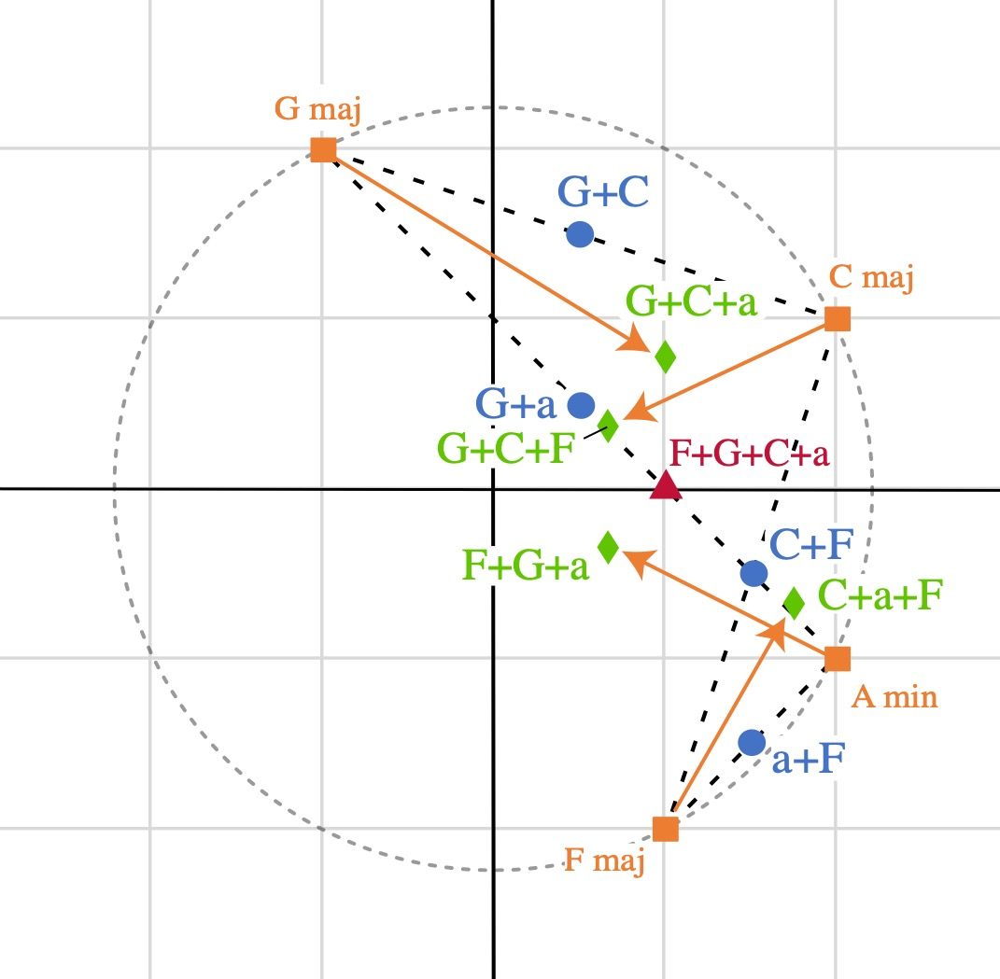 G maj
G+C
C maj
G+C+a
G+a
G+C+F
F+G+C+a
C+F
F+G+a
C+a+F
A min
a+F
F maj